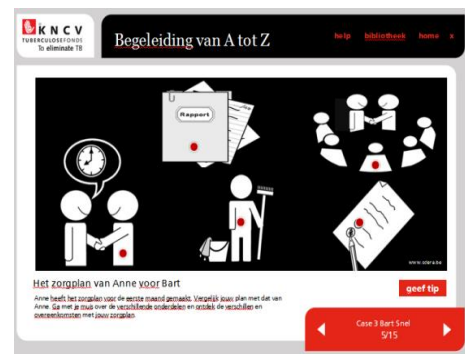 KNCV
TUBERCULOSEFONDS
To eliminate TB
Begeleiding van A tot Z
help bibliotheek home x
Rapport
www.sclera.be
Het zorgplan van Anne voor Bart
Anne heeft het zorgplan voor de eerste maand gemaakt. Vergelijk jouw plan met dat van
Anne. Ga met je mus over de verschillende onderdelen en ontdek de verschillen en
overeenkomsten met jouw zorgplan.
geef tip
Case 3 Bart Snel
5/15